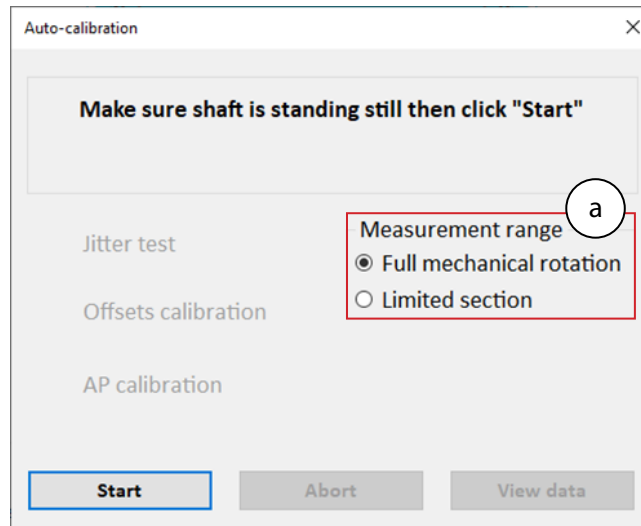 Auto-calibration
Make sure shaft is standing still then click "Start"
a
Measurement range
Jitter test
Full mechanical rotation
Limited section
Offsets calibration
AP calibration
Start
Abort
View data